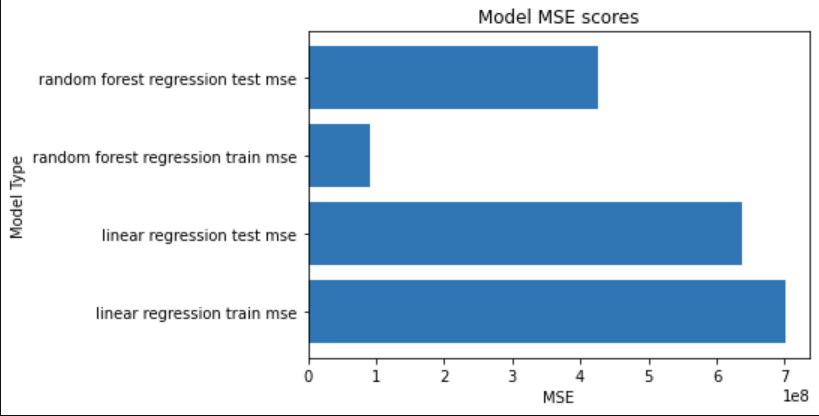 Model MSE scores
random forest regression test mse
random forest regression train mse
linear regression test mse
linear regression train mse
Model Type
0 1 2 3 4 5 6 7
1e8
MSE